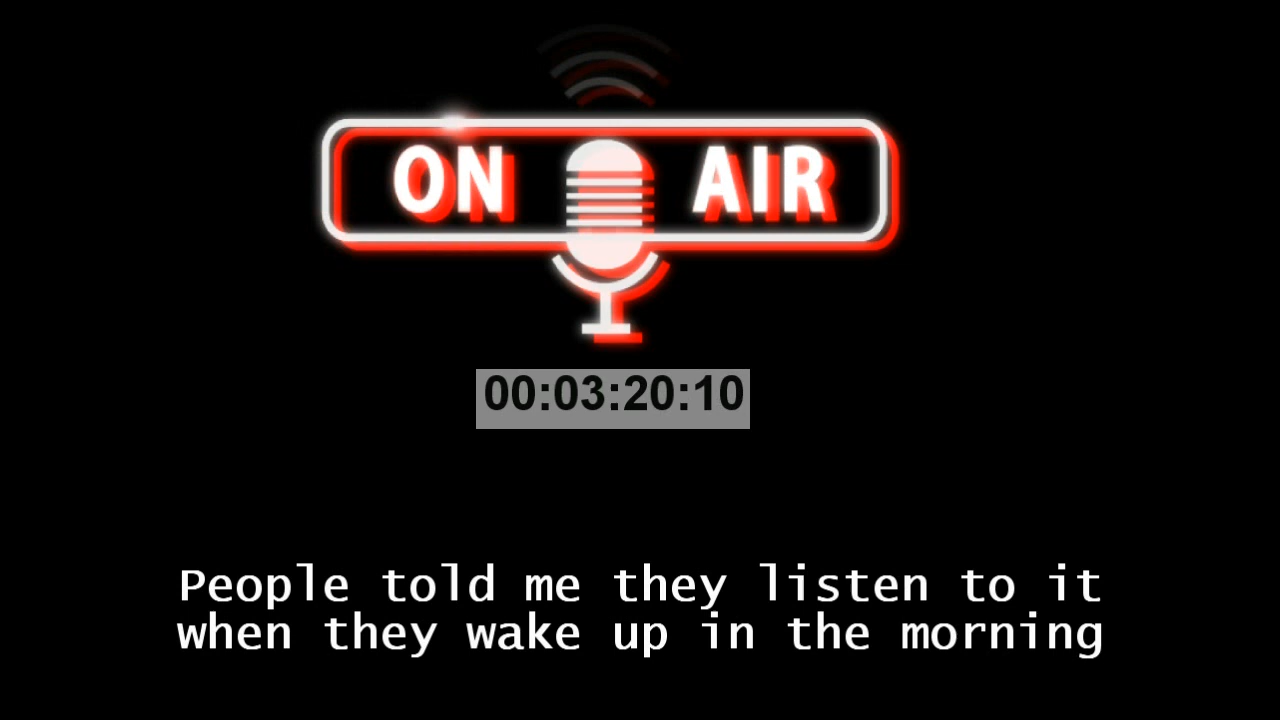 ON AIR
00:03:20:10
People told me they listen to it
when they wake up in the morning